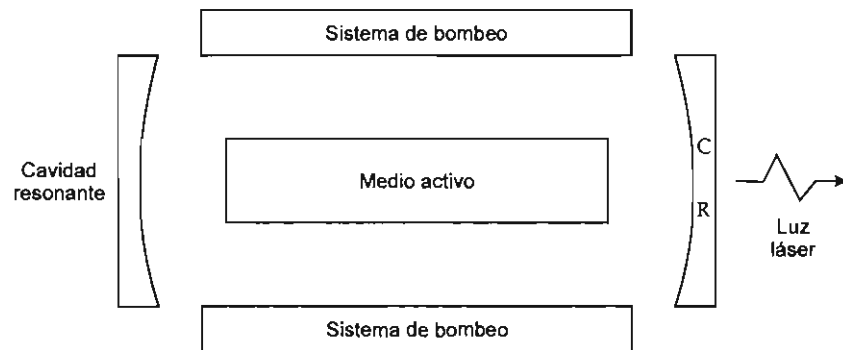 Sistema de bombeo
Cavidad
resonante
Medio activo
C
R
Luz
láser
Sistema de bombeo